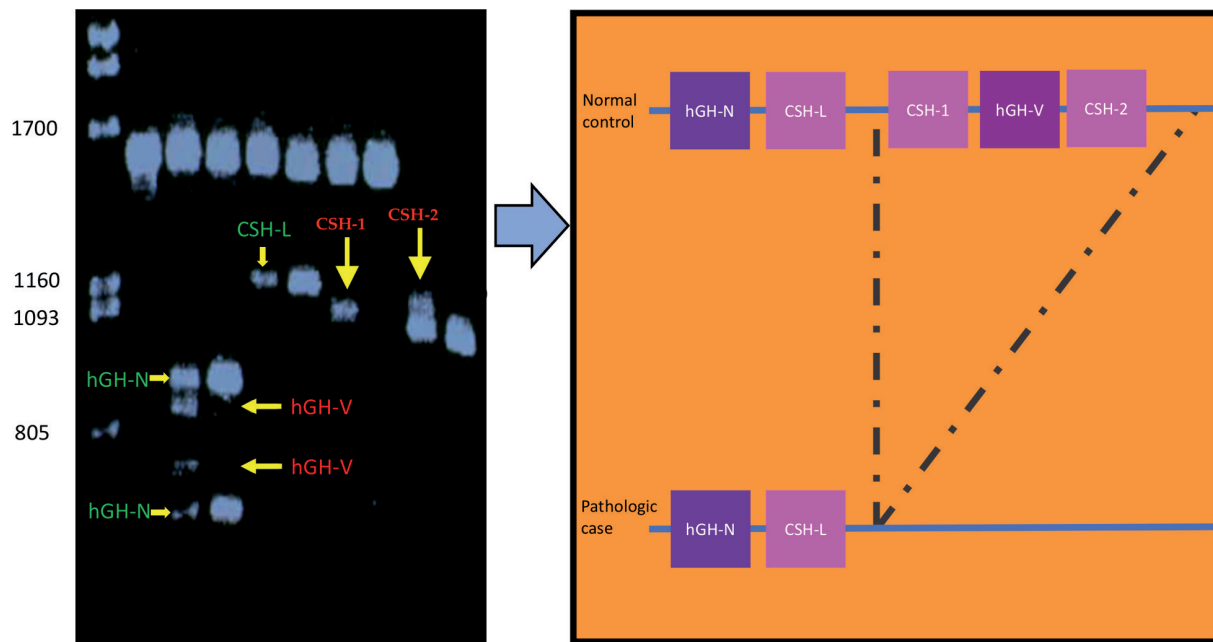 1700
CSH-L
CSH-1
CSH-2
1160
1093
hGH-N
hGH-V
805
hGH-V
hGH-N
Normal
control
hGH-N
CSH-L
CSH-1
hGH-V
CSH-2
Pathologic
case
hGH-N
CSH-L